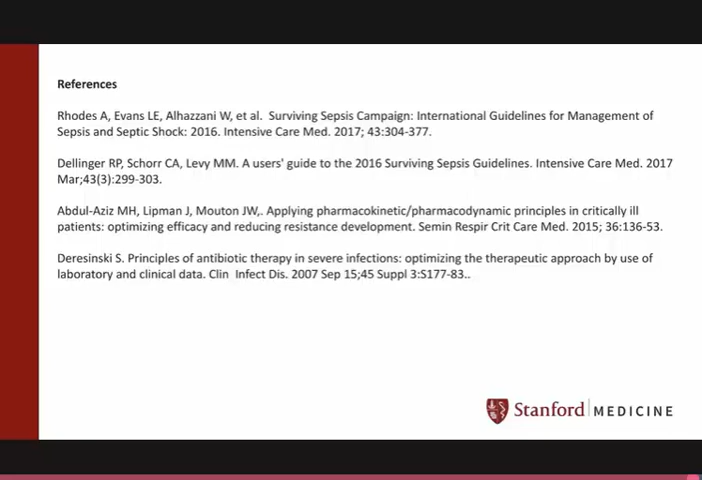 References
Rhodes A, Evans LE, Alhazzani W, et al.  Surviving Sepsis Campaign: International Guidelines for Management of
Sepsis and Septic Shock: 2016. Intensive Care Med. 2017; 43:304-377.
Dellinger RP, Schorr CA, Levy MM. A users' guide to the 2016 Surviving Sepsis Guidelines. Intensive Care Med. 2017
Mar;43(3):299-303.
Abdul-Aziz MH, Lipman J, Mouton JW,. Applying pharmacokinetic/pharmacodynamic principles in critically ill
patients: optimizing efficacy and reducing resistance development. Semin Respir Crit Care Med. 2015; 36:136-53.
Deresinski S. Principles of antibiotic therapy in severe infections: optimizing the therapeutic approach by use of
laboratory and clinical data. Clin  Infect Dis. 2007 Sep 15;45 Suppl 3:S177-83..
Stanford MEDICINE